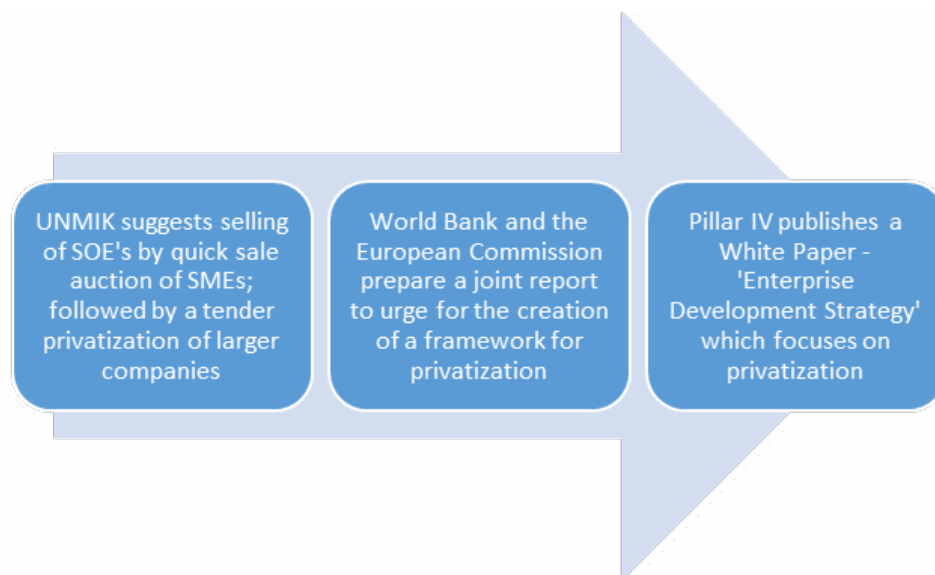 UNMIK suggests selling
of SOE's by quick sale
auction of SMEs;
followed by a tender
privatization of larger
companies
World Bank and the
European Commission
prepare a joint report
to urge for the creation
of a framework for
privatization
Pillar IV publishes a
White Paper -
'Enterprise
Development Strategy'
which focuses on
privatization